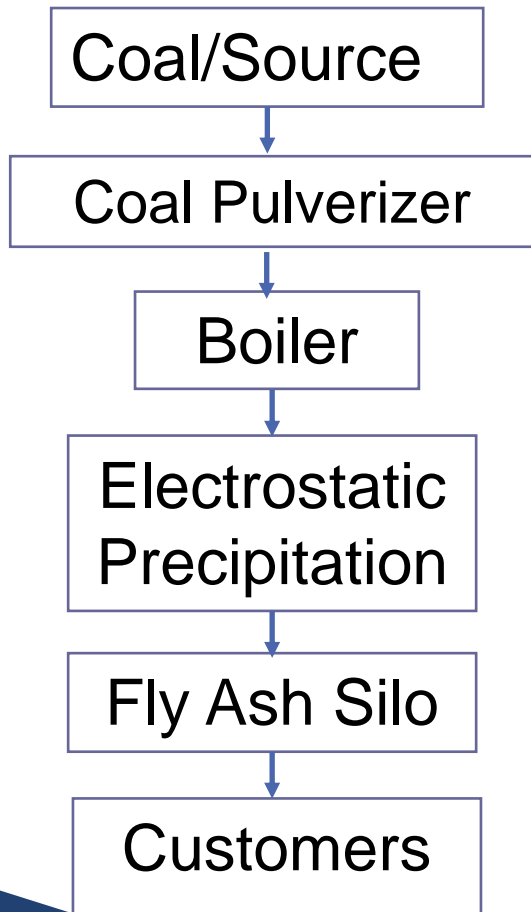 Coal/Source
Coal Pulverizer
Boiler
Electrostatic
Precipitation
Fly Ash Silo
Customers